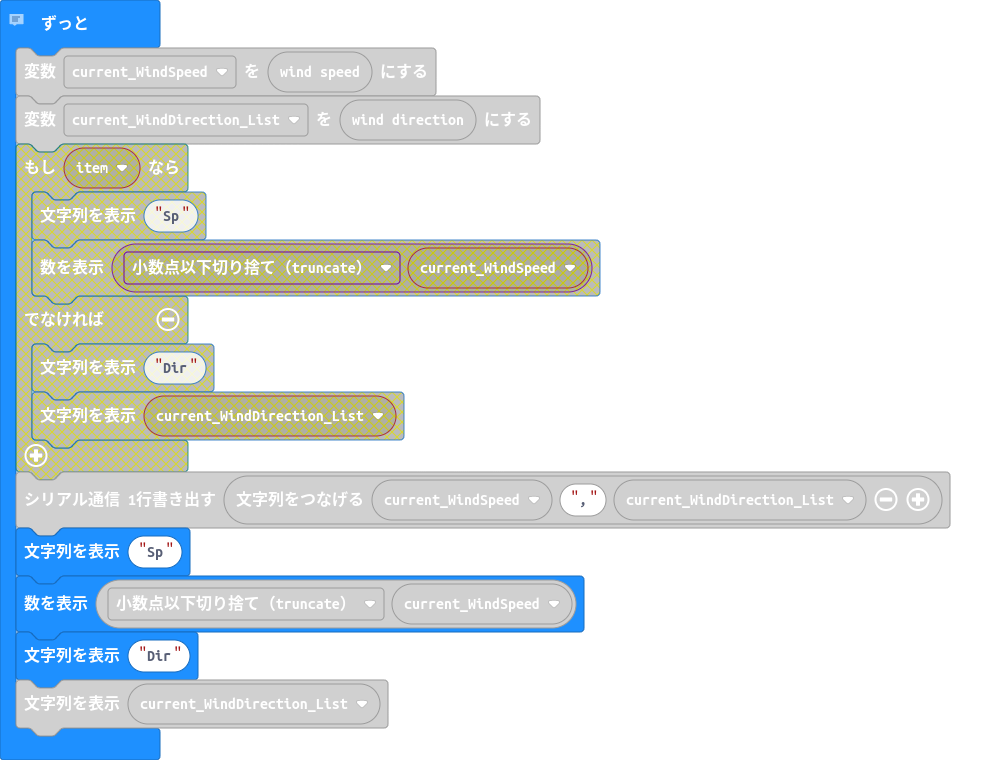 ずっと
変数 current_WindSpeed を wind speed にする
変数 current_WindDirection_List を wind direction にする
もし item なら
文字列を表示 "Sp"
数を表示 小数点以下切り捨て（truncate） current_WindSpeed
でなければ
文字列を表示 "Dir"
文字列を表示 current_WindDirection_List
シリアル通信 1行書き出す 文字列をつなげる current_WindSpeed "," current_WindDirection_List
文字列を表示 "Sp"
数を表示 小数点以下切り捨て（truncate） current_WindSpeed
文字列を表示 "Dir"
文字列を表示 current_WindDirection_List